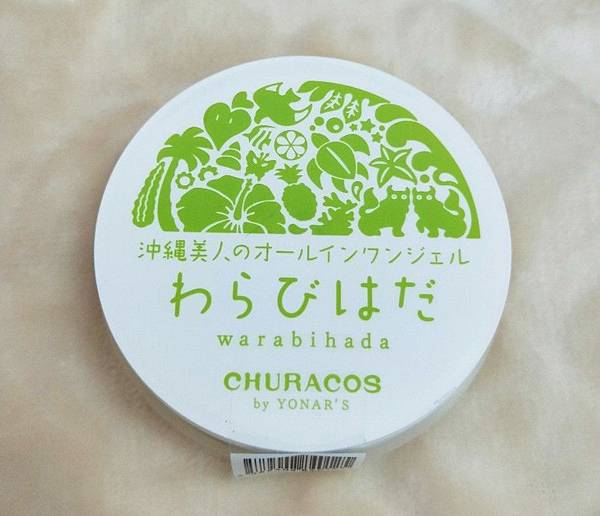 沖縄美人のオールインワンジェル
わらびはだ
warabihada
CHURACOS
by YONAR'S